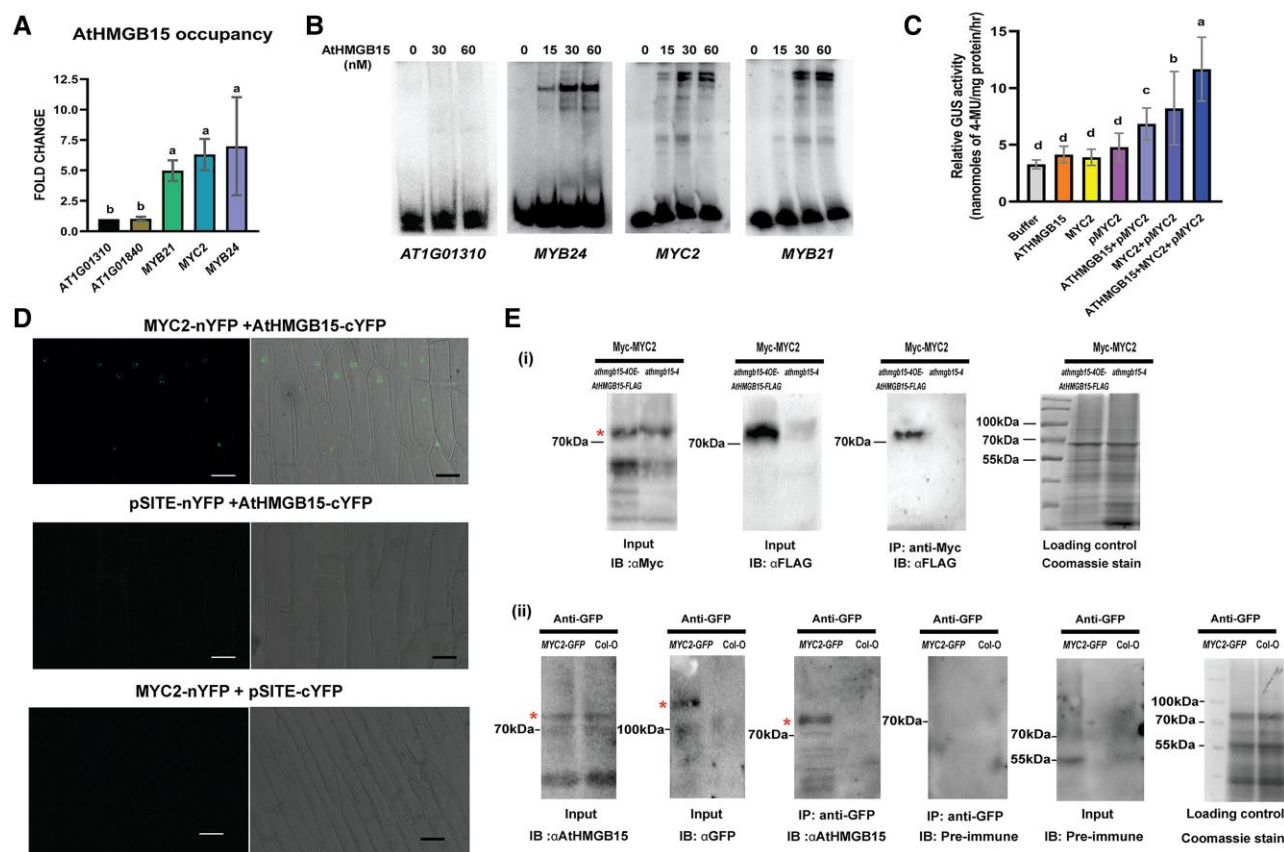 A
AtHMGB15 occupancy
FOLD CHANGE
12.5
10.0
7.5
5.0
2.5
0.0
b
b
a
a
a
AT1G01310
AT1G01840
MYB21
MYC2
MYB24
B
AtHMGB15
(nM)
0 30 60
0 15 30 60
0 15 30 60
0 15 30 60
AT1G01310
MYB24
MYC2
MYB21
C
Relative GUS activity
(nanomoles of 4-MU/mg protein/hr)
15
10
5
0
d
d
d
d
c
b
a
Buffer
ATHMGB15
MYC2
pMYC2
ATHMGB15+pMYC2
MYC2+pMYC2
ATHMGB15+MYC2+pMYC2
D
MYC2-nYFP +AtHMGB15-cYFP
pSITE-nYFP +AtHMGB15-cYFP
MYC2-nYFP + pSITE-cYFP
E
(i)
Myc-MYC2
athmgb15-4OE-
AtHMGB15-FLAG
athmgb15-4
*
70kDa
Input
IB :αMyc
Myc-MYC2
athmgb15-4OE-
AtHMGB15-FLAG
athmgb15-4
70kDa
Input
IB: αFLAG
Myc-MYC2
athmgb15-4OE-
AtHMGB15-FLAG
athmgb15-4
70kDa
IP: anti-Myc
IB: αFLAG
Myc-MYC2
athmgb15-4OE-
AtHMGB15-FLAG
athmgb15-4
100kDa
70kDa
55kDa
Loading control
Coomassie stain
(ii)
Anti-GFP
MYC2-GFP Col-O
*
70kDa
Input
IB: αAtHMGB15
Anti-GFP
MYC2-GFP Col-O
*
100kDa
Input
IB: αGFP
Anti-GFP
MYC2-GFP Col-O
*
70kDa
IP: anti-GFP
IB: αAtHMGB15
Anti-GFP
MYC2-GFP Col-O
70kDa
IP: anti-GFP
IB: Pre-immune
Anti-GFP
MYC2-GFP Col-O
70kDa
55kDa
Input
IB: Pre-immune
Anti-GFP
MYC2-GFP Col-O
100kDa
70kDa
55kDa
Loading control
Coomassie stain